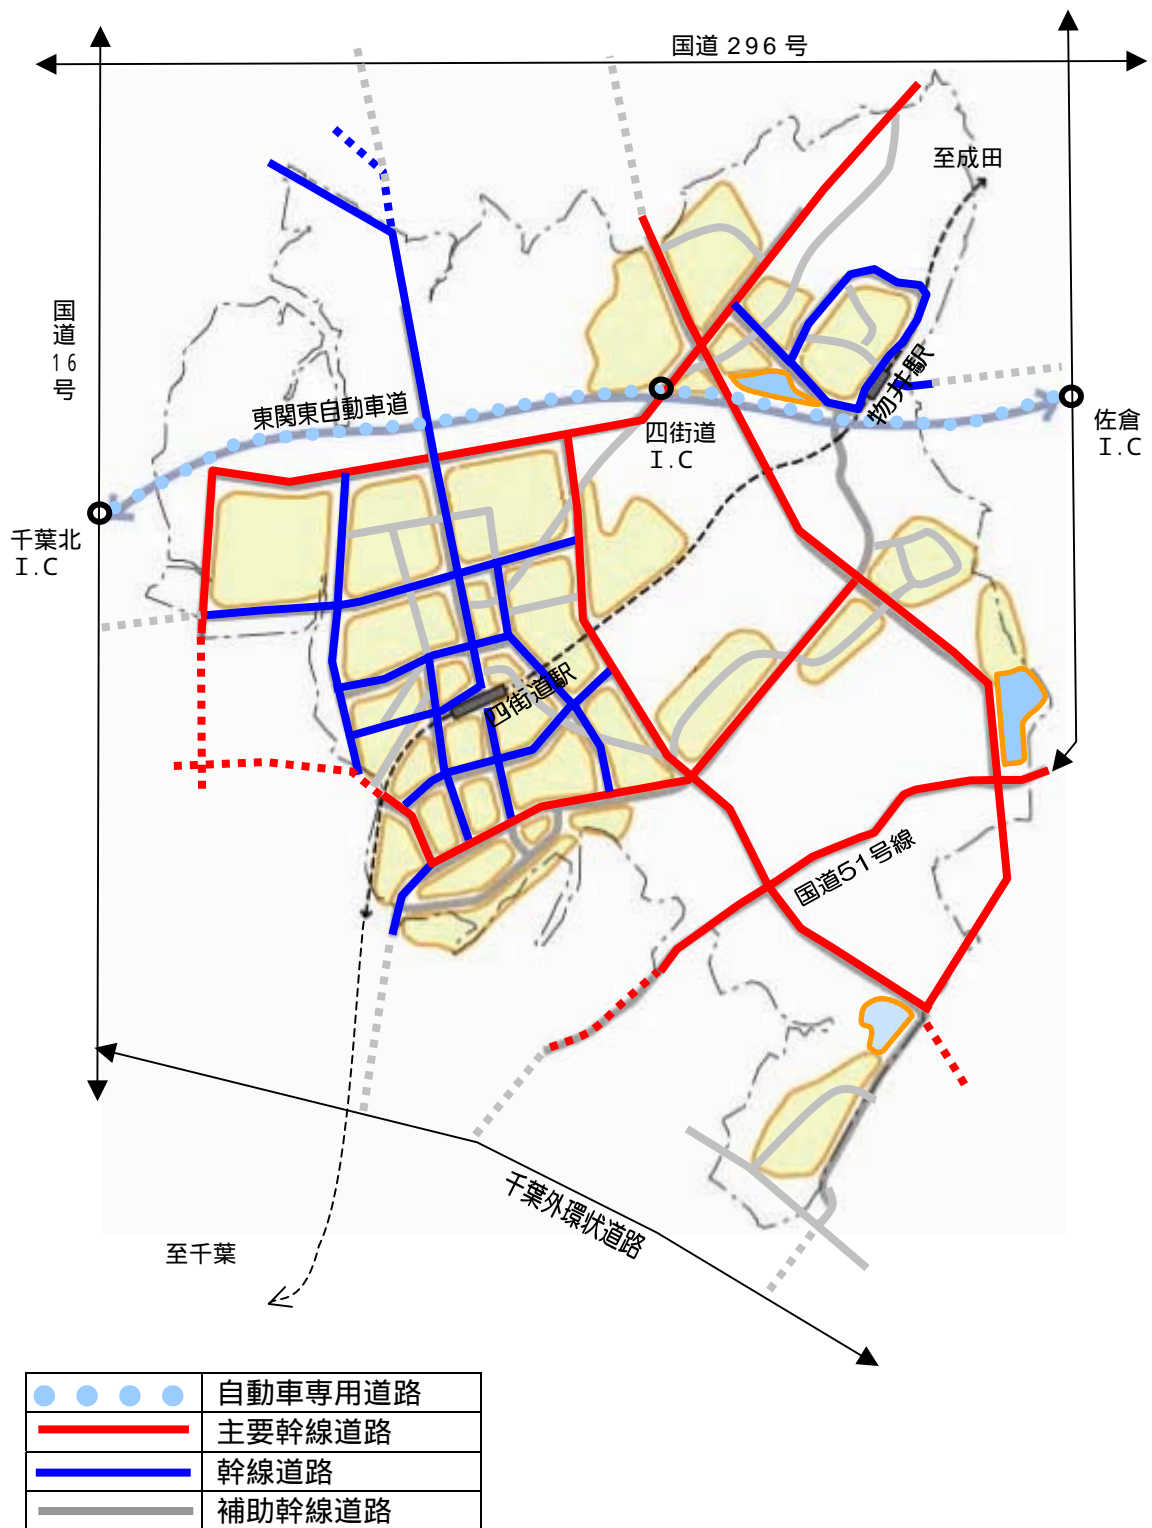 国道 296 号
至成田
国道16号
東関東自動車道
物井駅
四街道
I.C
佐倉
I.C
千葉北
I.C
四街道駅
国道51号線
千葉外環状道路
至千葉
自動車専用道路
主要幹線道路
幹線道路
補助幹線道路